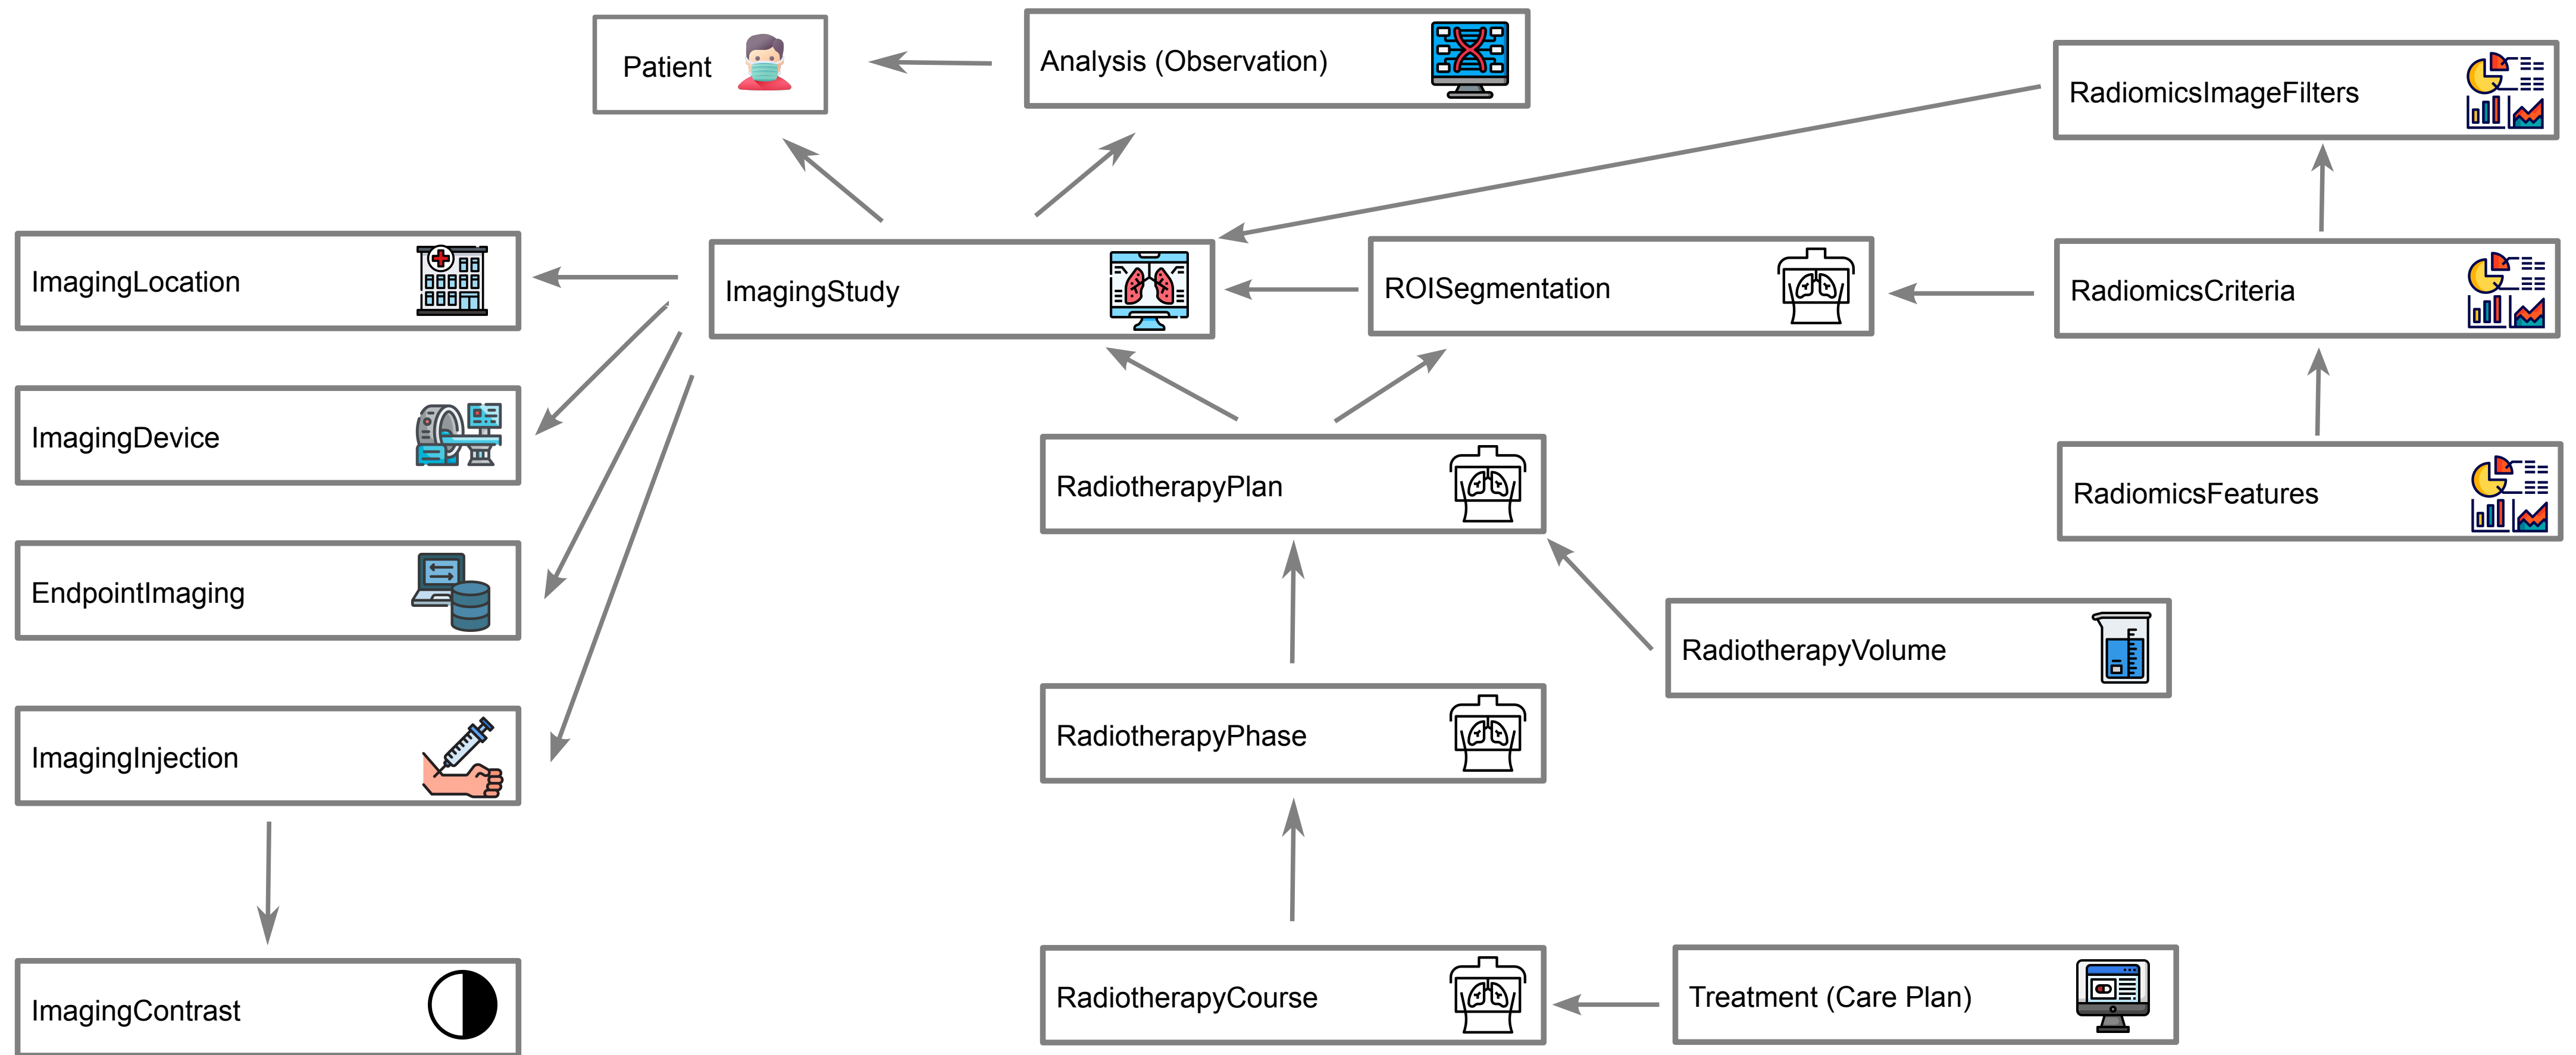 Patient
Analysis (Observation)
RadiomicsImageFilters
ImagingLocation
ImagingStudy
ROISegmentation
RadiomicsCriteria
ImagingDevice
RadiotherapyPlan
RadiomicsFeatures
EndpointImaging
RadiotherapyVolume
ImagingInjection
RadiotherapyPhase
ImagingContrast
RadiotherapyCourse
Treatment (Care Plan)